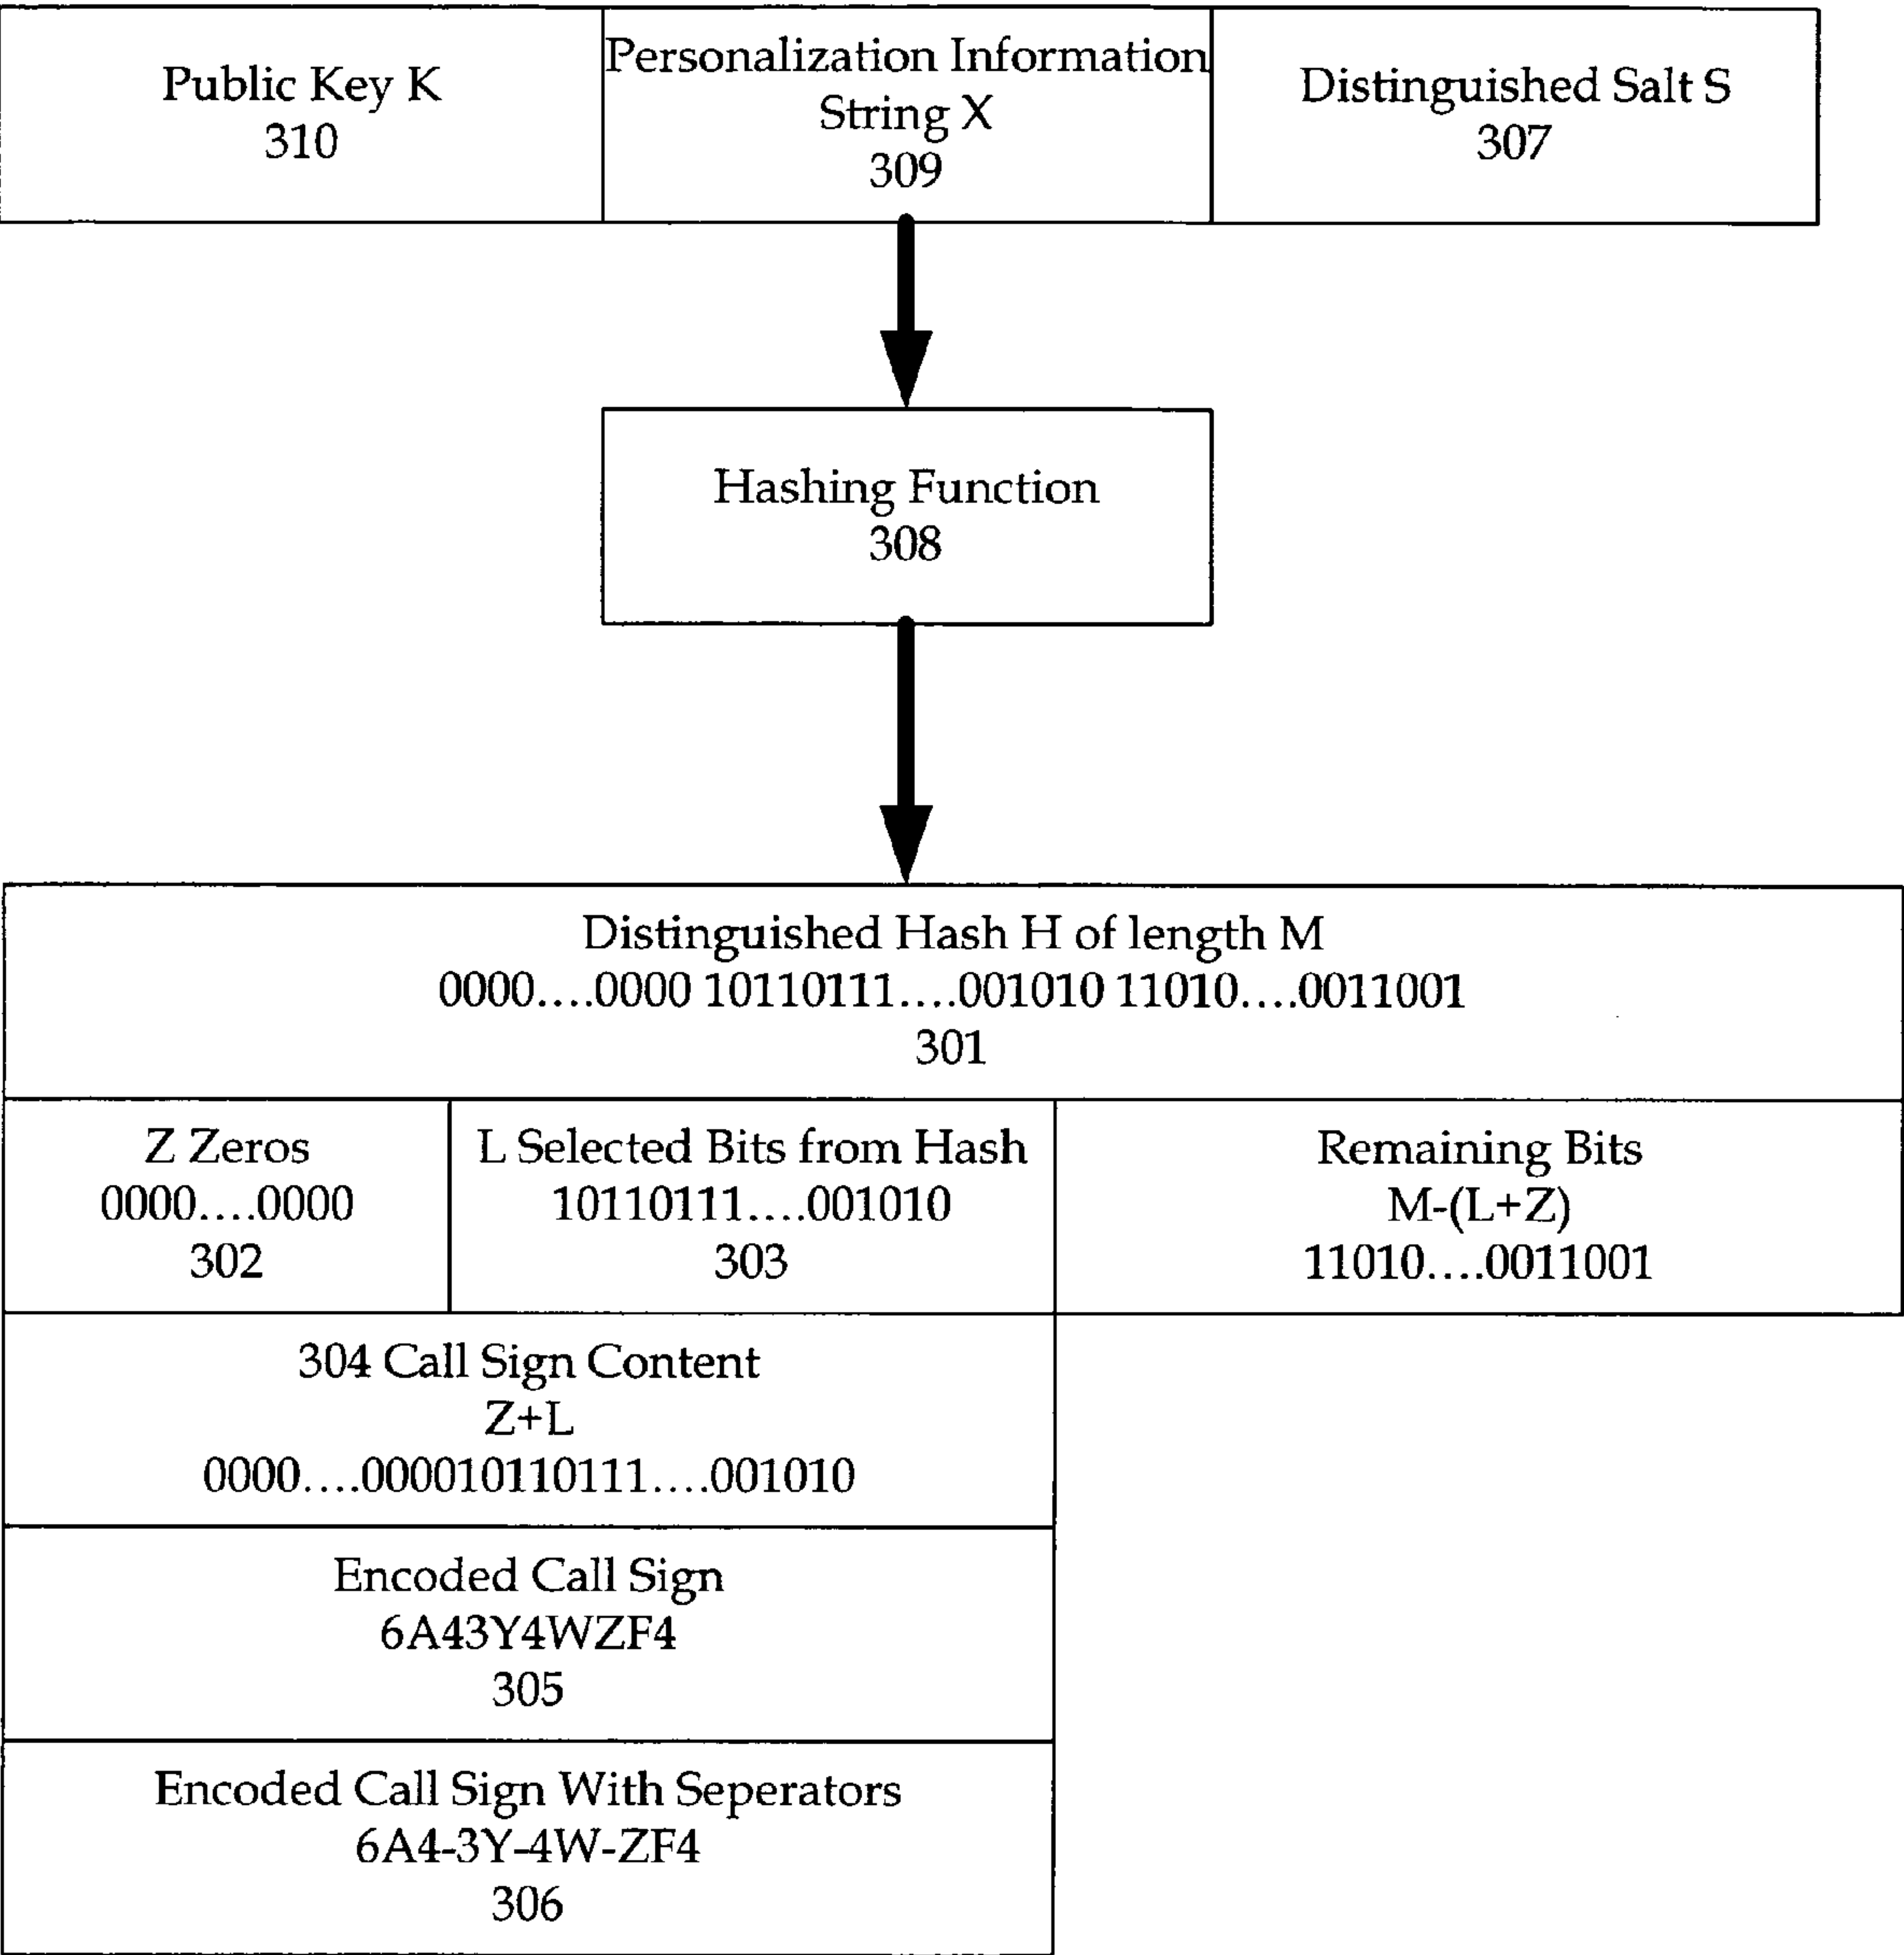 Public Key K
310
Personalization Information
String X
309
Distinguished Salt S
307
Hashing Function
308
Distinguished Hash H of length M
0000....0000 10110111....001010 11010....0011001
301
Z Zeros
0000....0000
302
L Selected Bits from Hash
10110111....001010
303
Remaining Bits
M-(L+Z)
11010....0011001
304 Call Sign Content
Z+L
0000....000010110111....001010
Encoded Call Sign
6A43Y4WZF4
305
Encoded Call Sign With Seperators
6A4-3Y-4W-ZF4
306